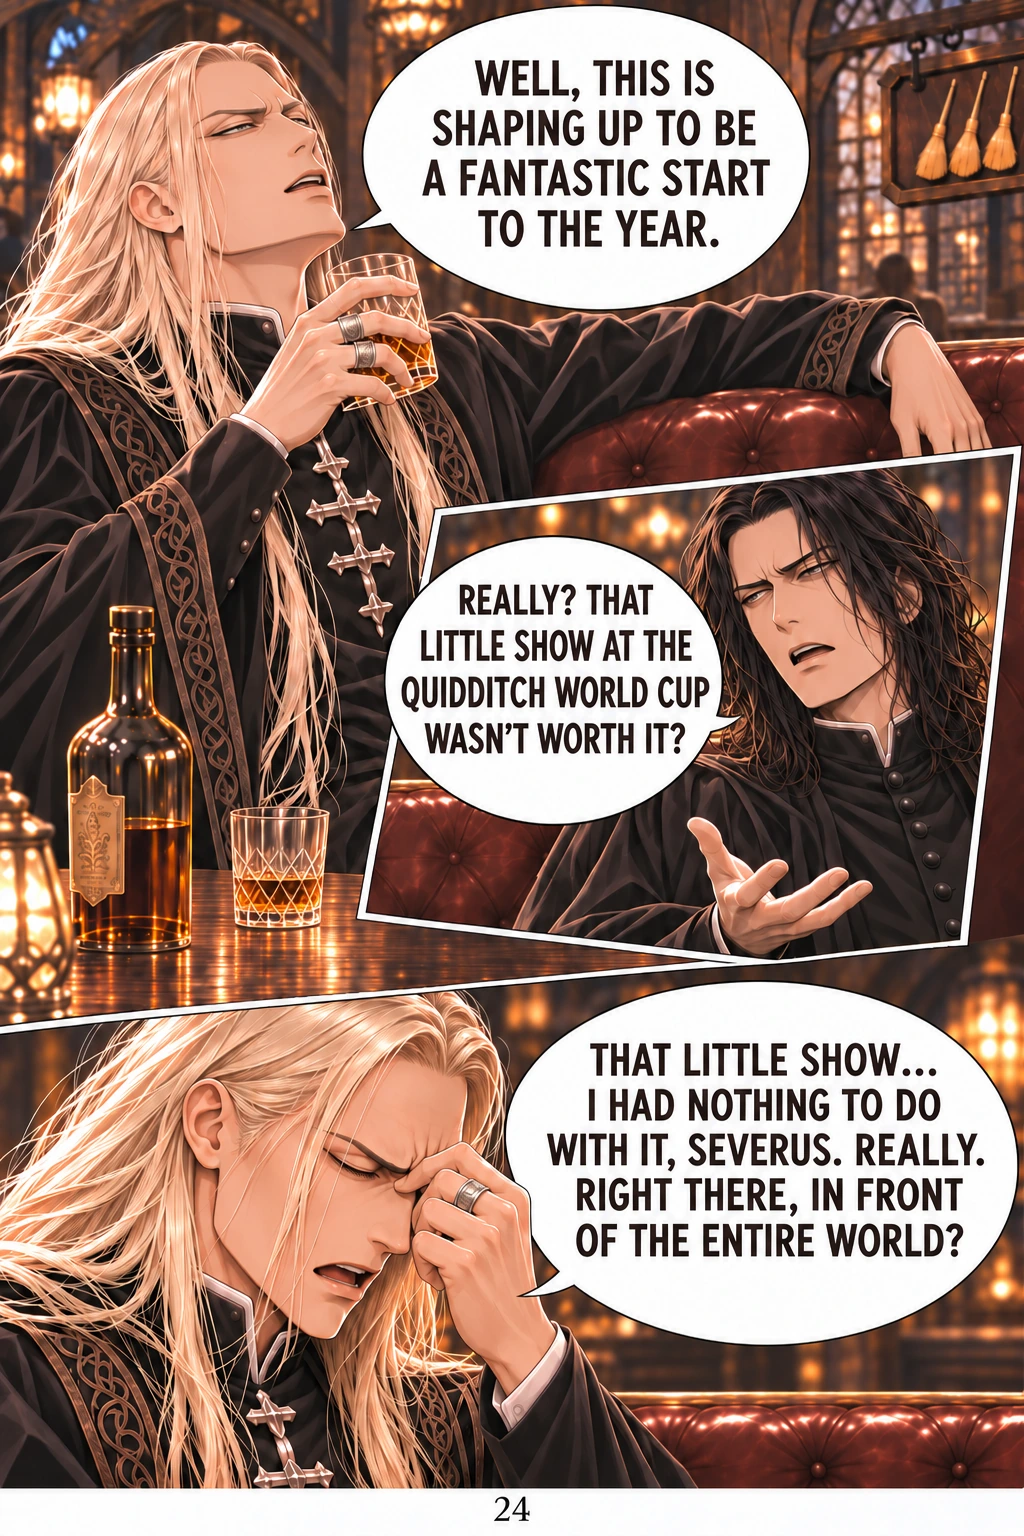 WELL, THIS IS
SHAPING UP TO BE
A FANTASTIC START
TO THE YEAR.
REALLY? THAT
LITTLE SHOW AT THE
QUIDDITCH WORLD CUP
WASN'T WORTH IT?
THAT LITTLE SHOW...
I HAD NOTHING TO DO
WITH IT, SEVERUS. REALLY.
RIGHT THERE, IN FRONT
OF THE ENTIRE WORLD?
24